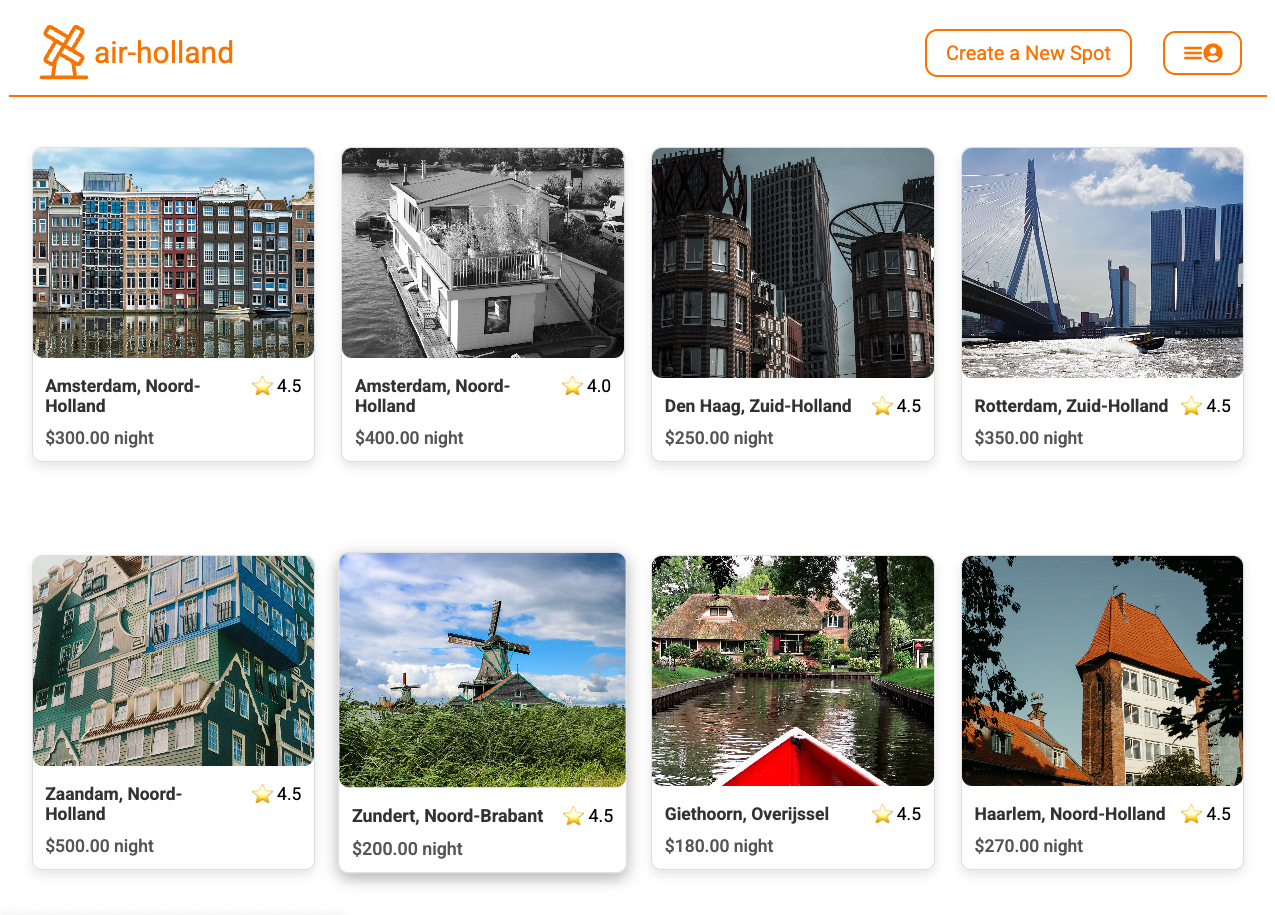 air-holland
Create a New Spot
Amsterdam, Noord-
Holland
4.5
$300.00 night
Amsterdam, Noord-
Holland
4.0
$400.00 night
Den Haag, Zuid-Holland
4.5
$250.00 night
Rotterdam, Zuid-Holland
4.5
$350.00 night
Zaandam, Noord-
Holland
4.5
$500.00 night
Zundert, Noord-Brabant
4.5
$200.00 night
Giethoorn, Overijssel
4.5
$180.00 night
Haarlem, Noord-Holland
4.5
$270.00 night